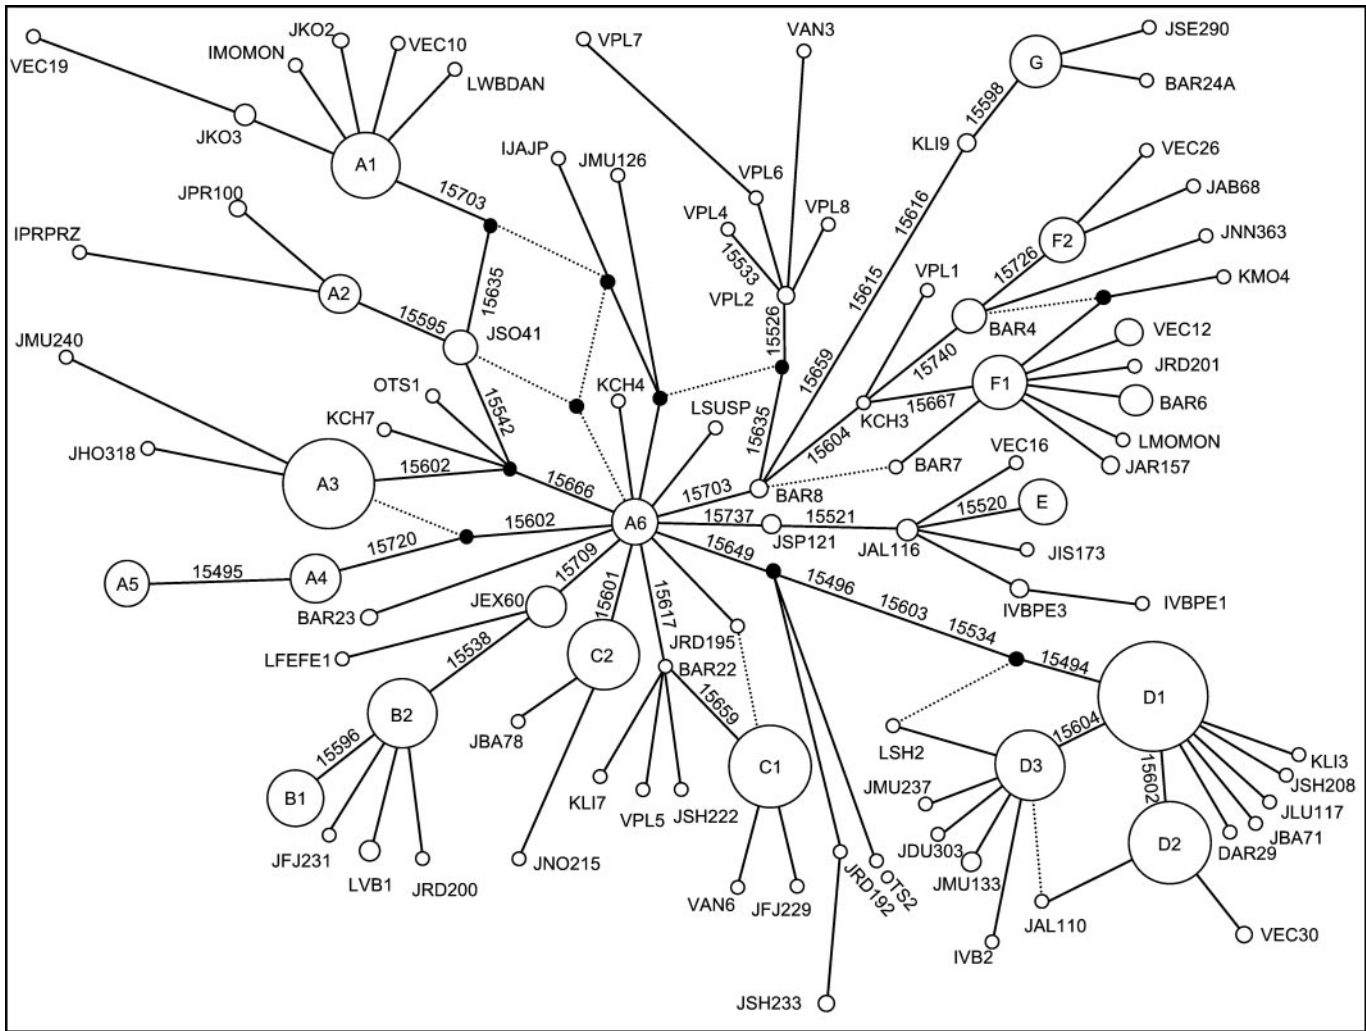 VEC19
IMOMON
JKO2
VEC10
LWBDAN
VPL7
VAN3
JSE290
G
BAR24A
15598
JKO3
A1
IJAJP
JMU126
KLI9
VEC26
JPR100
15703
VPL6
VPL4
VPL8
15616
JAB68
IPRPRZ
15533
F2
JNN363
A2
15635
VPL2
15615
VPL1
15726
KMO4
15595
JSO41
15526
BAR4
VEC12
JMU240
15659
15740
JRD201
OTS1
KCH4
F1
BAR6
KCH7
15542
LSUSP
15635
15604
KCH3
15667
LMOMON
JHO318
A3
15602
15666
15703
BAR8
BAR7
VEC16
JAR157
15602
A6
15737
15521
15520
E
15720
JSP121
JAL116
JIS173
A5
15495
A4
15709
15649
15496
IVBPE3
IVBPE1
BAR23
JEX60
15601
15617
15603
15534
LFEFE1
15538
C2
JRD195
BAR22
15494
D1
B2
15659
15604
15596
JBA78
LSH2
KLI3
B1
KLI7
C1
D3
15602
JSH208
VPL5
JSH222
JMU237
JLU117
JFJ231
JDU303
D2
JBA71
LVB1
JRD200
JNO215
VAN6
JFJ229
JRD192
OTS2
JMU133
DAR29
JAL110
IVB2
VEC30
JSH233